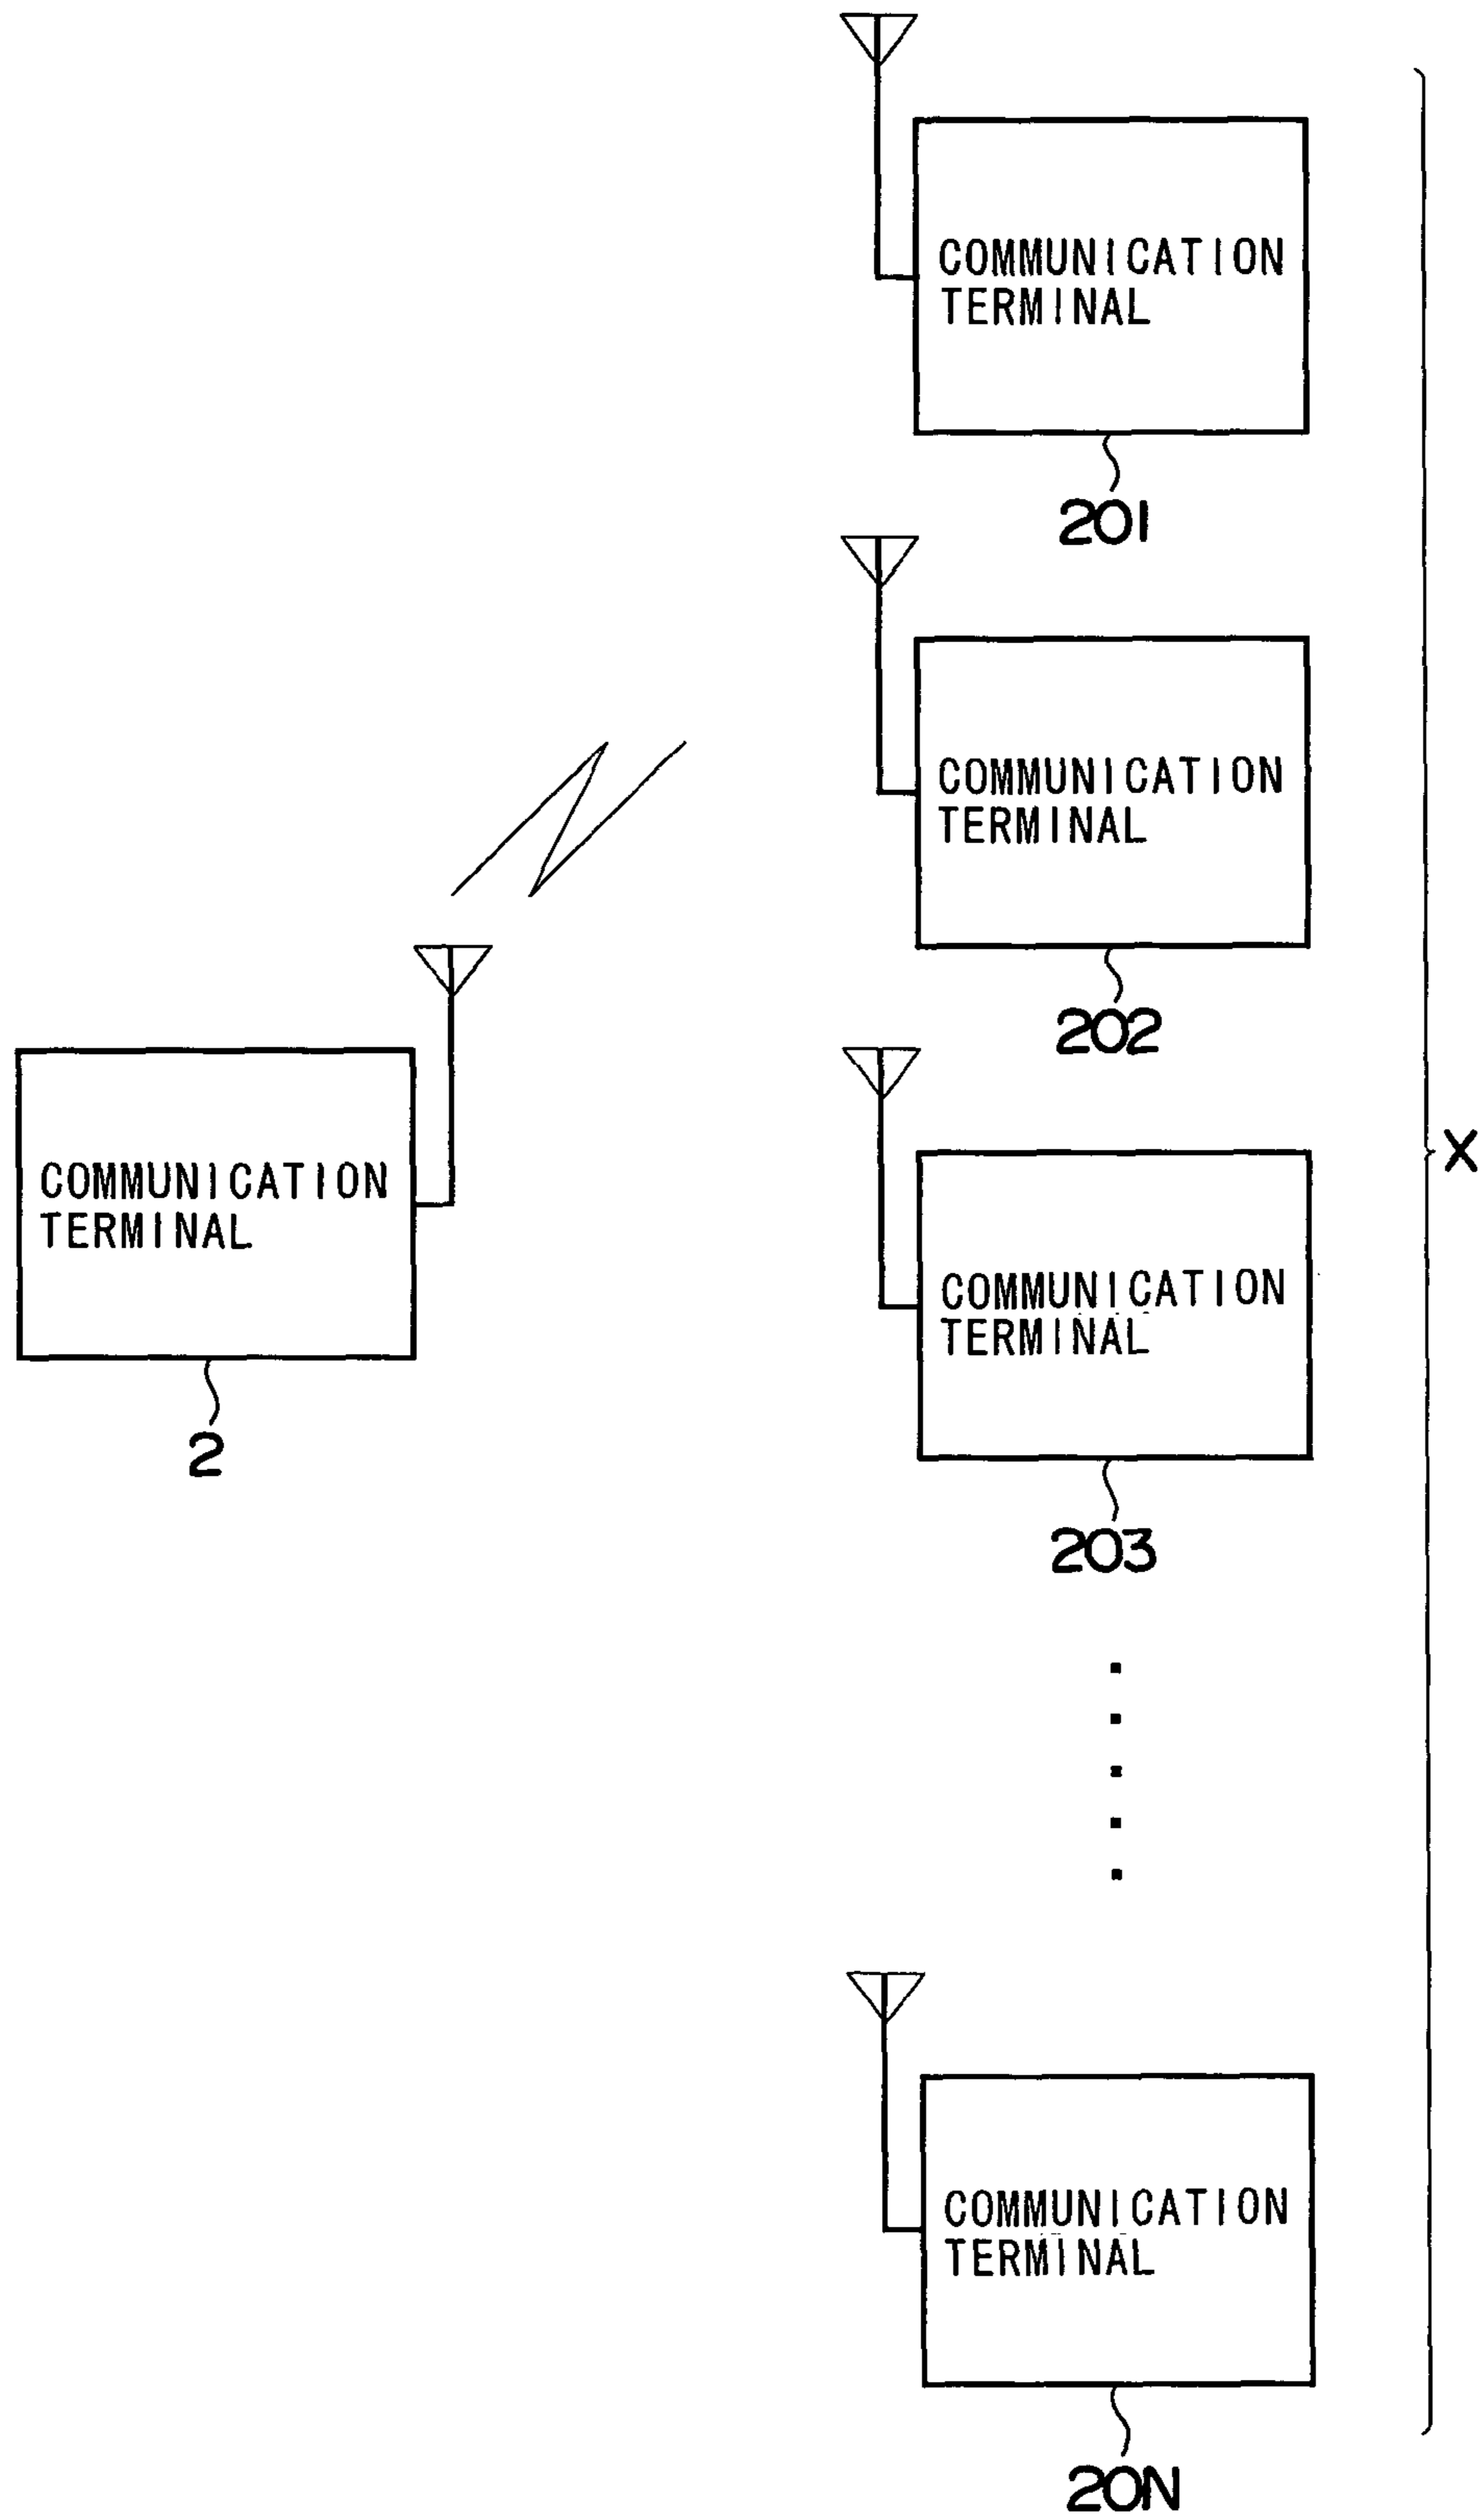 COMMUNICATION
TERMINAL
201
COMMUNICATION
TERMINAL
202
X
COMMUNICATION
TERMINAL
2
COMMUNICATION
TERMINAL
203
COMMUNICATION
TERMINAL
20N